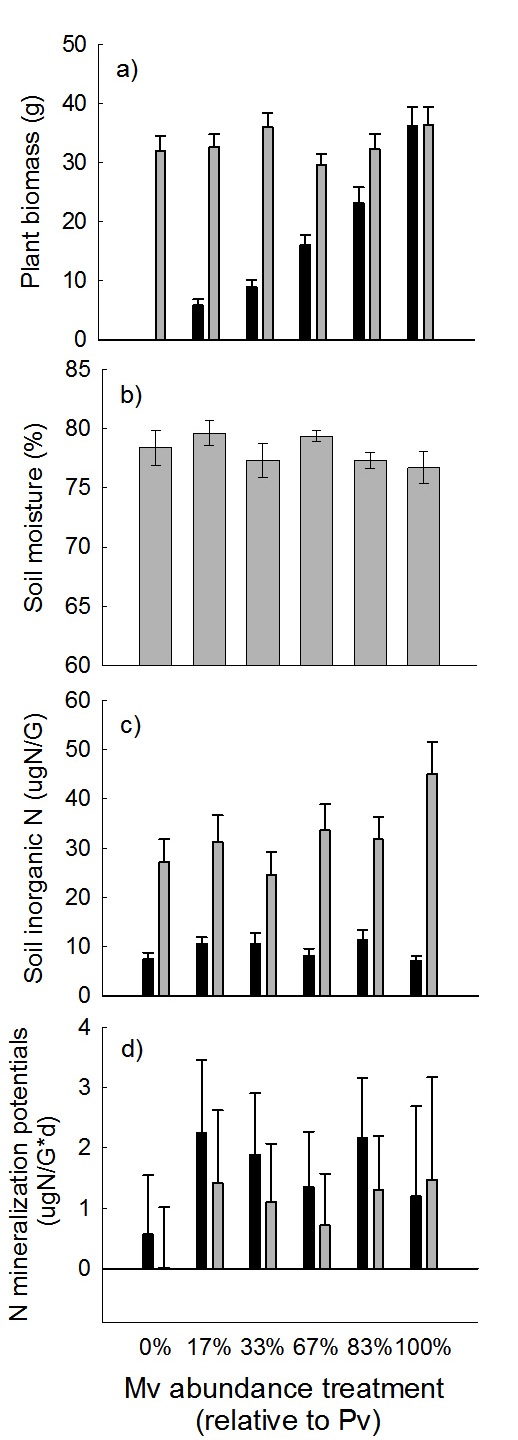 a)
Plant biomass (g)
50
40
30
20
10
0
b)
Soil moisture (%)
85
80
75
70
65
60
c)
Soil inorganic N (ugN/G)
60
50
40
30
20
10
0
d)
N mineralization potentials
(ugN/G*d)
4
3
2
1
0
0% 17% 33% 67% 83% 100%
Mv abundance treatment
(relative to Pv)